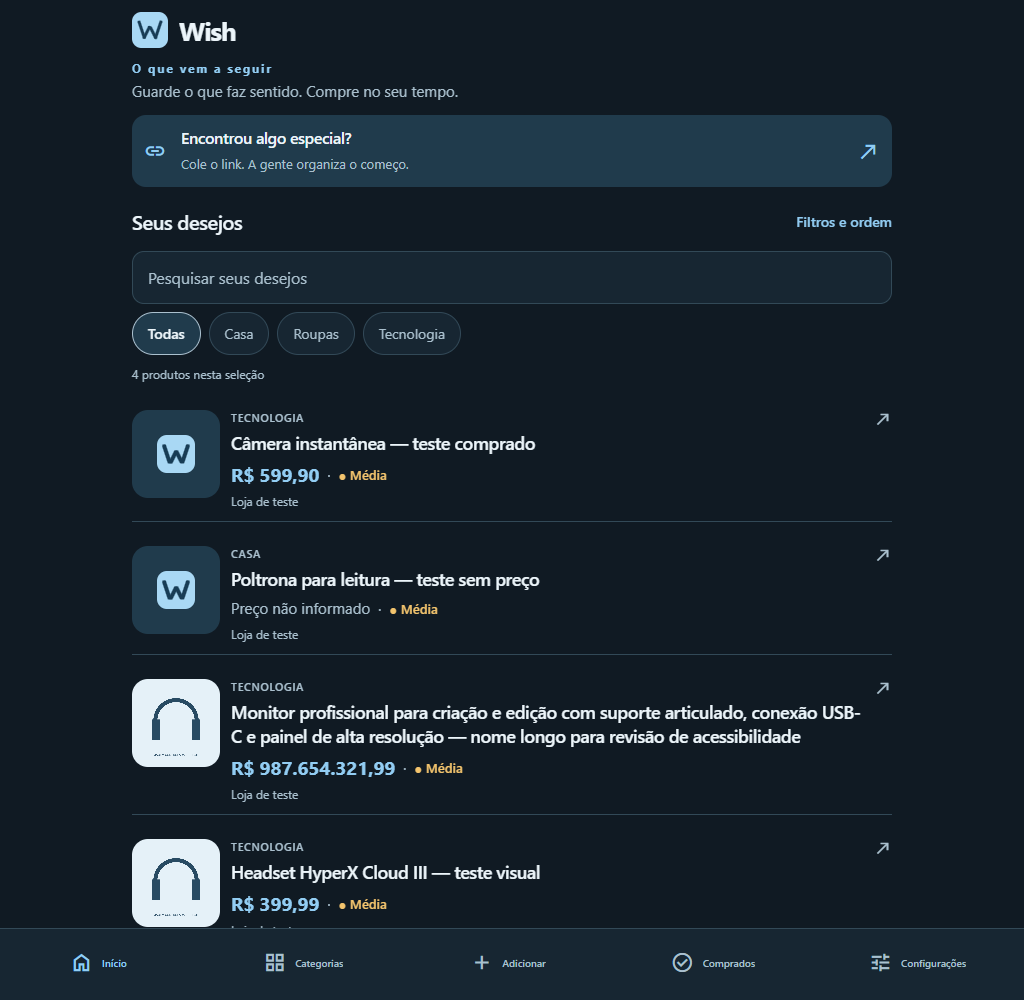 W Wish
O que vem a seguir
Guarde o que faz sentido. Compre no seu tempo.
Encontrou algo especial?
Cole o link. A gente organiza o começo.
Seus desejos
Filtros e ordem
Pesquisar seus desejos
Todas Casa Roupas Tecnologia
4 produtos nesta seleção
TECNOLOGIA
W
Câmera instantânea — teste comprado
R$ 599,90 · ● Média
Loja de teste
CASA
W
Poltrona para leitura — teste sem preço
Preço não informado · ● Média
Loja de teste
TECNOLOGIA
Monitor profissional para criação e edição com suporte articulado, conexão USB-
C e painel de alta resolução — nome longo para revisão de acessibilidade
R$ 987.654.321,99 · ● Média
Loja de teste
TECNOLOGIA
Headset HyperX Cloud III — teste visual
R$ 399,99 · ● Média
Início Categorias Adicionar Comprados Configurações